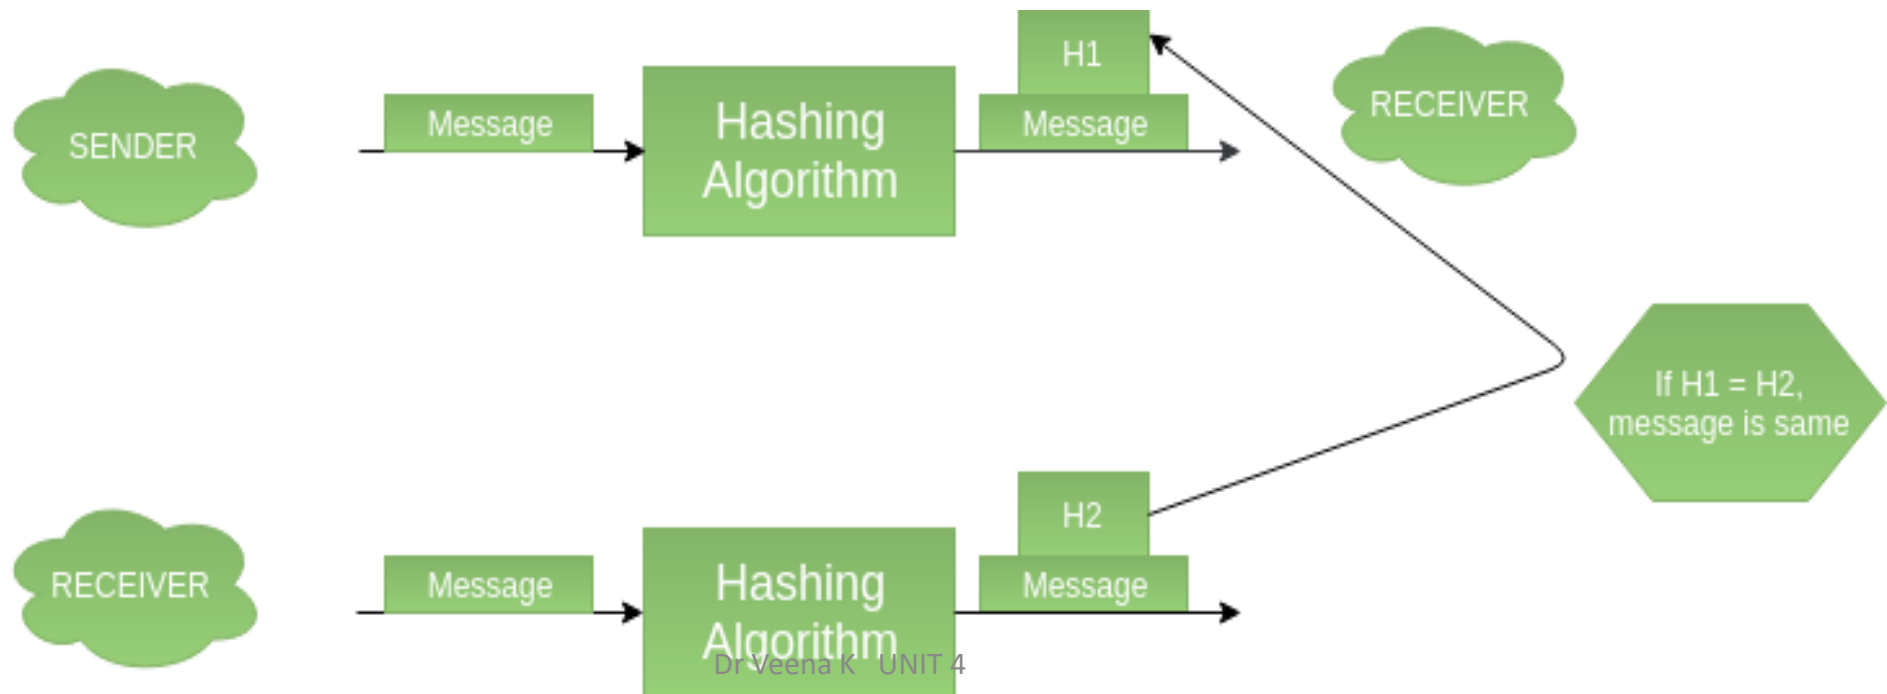 SENDER
Message
Hashing
Algorithm
H1
Message
RECEIVER
If H1 = H2,
message is same
RECEIVER
Message
Hashing
Algorithm
H2
Message
Dr Veena K UNIT 4